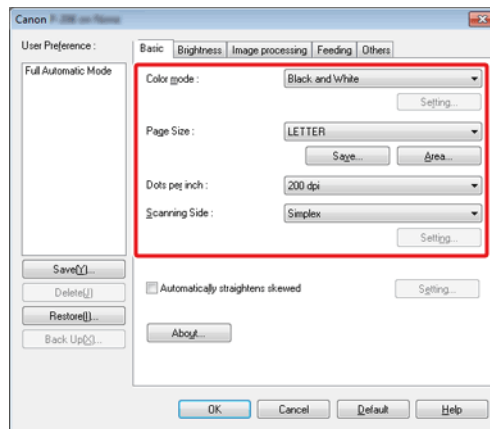 Canon
User Preference :
Full Automatic Mode
Save(Y)...
Delete(J)
Restore(I)...
Back Up(X)...
Basic Brightness Image processing Feeding Others
Color mode : Black and White
Setting...
Page Size : LETTER
Save... Area...
Dots per inch : 200 dpi
Scanning Side : Simplex
Setting...
Automatically straightens skewed Setting...
About...
OK Cancel Default Help